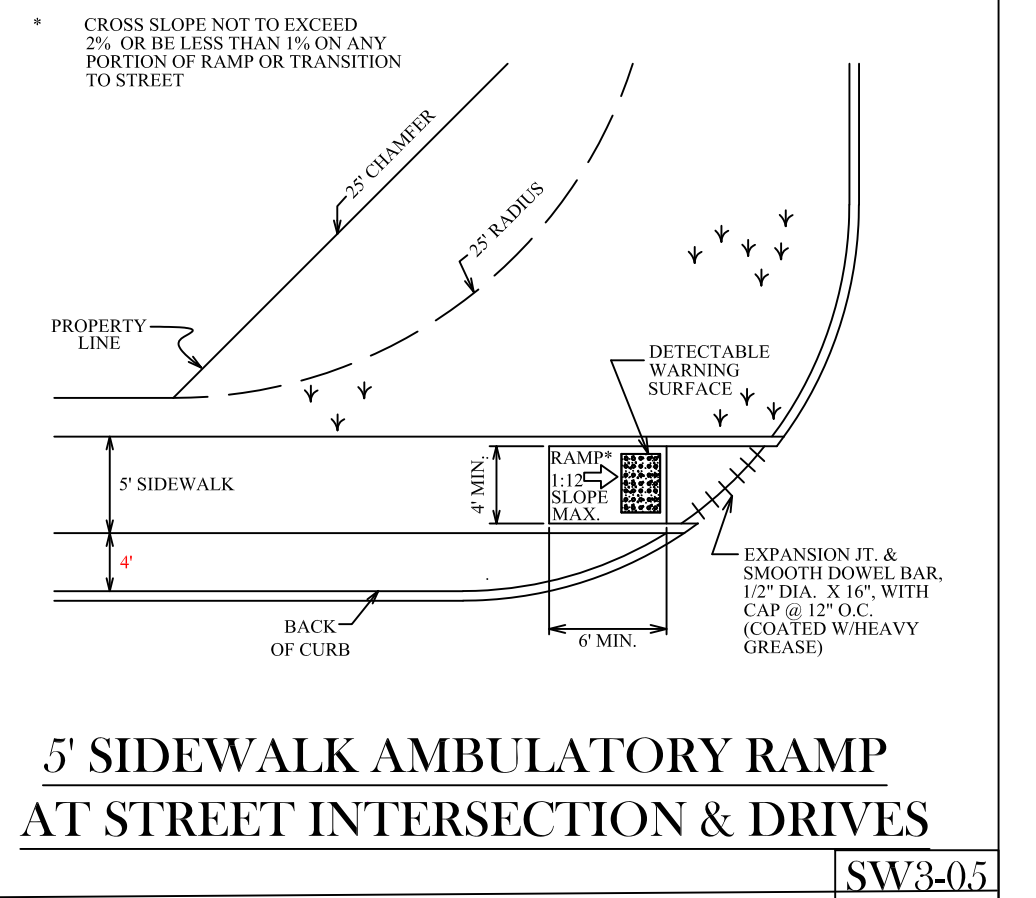 * CROSS SLOPE NOT TO EXCEED
2% OR BE LESS THAN 1% ON ANY
PORTION OF RAMP OR TRANSITION
TO STREET
25' CHAMFER
25' RADIUS
PROPERTY
LINE
DETECTABLE
WARNING
SURFACE
5' SIDEWALK
4' MIN.
RAMP*
1:12
SLOPE
MAX.
4'
EXPANSION JT. &
SMOOTH DOWEL BAR,
1/2" DIA. X 16", WITH
CAP @ 12" O.C.
(COATED W/HEAVY
GREASE)
BACK
OF CURB
6' MIN.
5' SIDEWALK AMBULATORY RAMP
AT STREET INTERSECTION & DRIVES
SW3-05